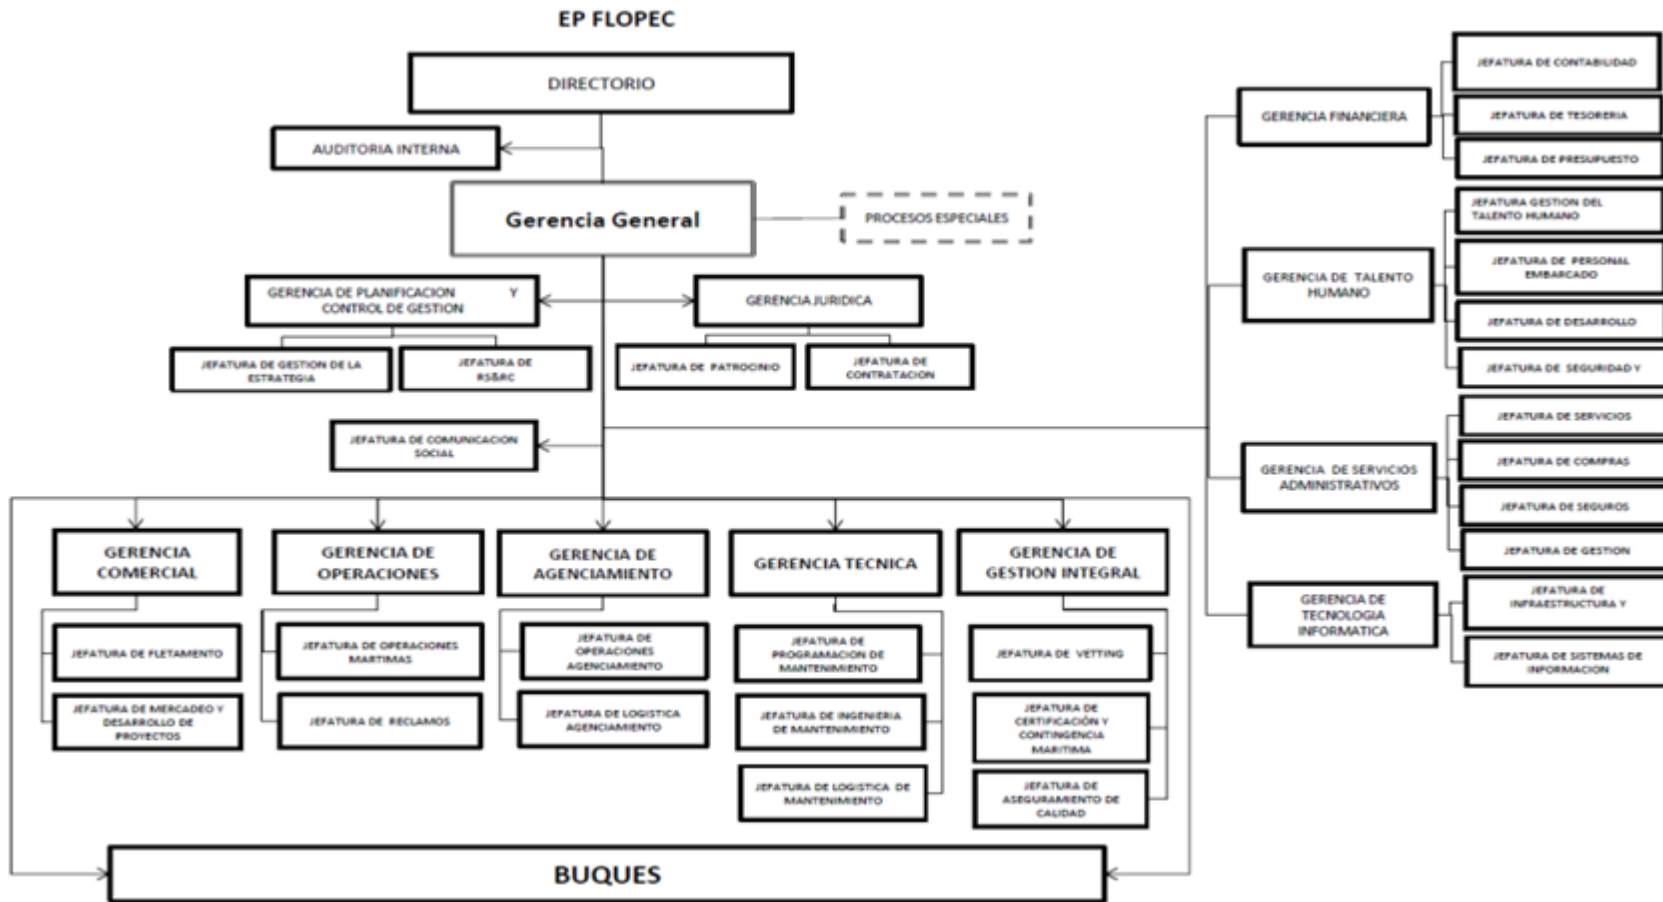 EP FLOPEC
DIRECTORIO
AUDITORIA INTERNA
Gerencia General
PROCESOS ESPECIALES
GERENCIA DE PLANIFICACION Y
CONTROL DE GESTION
GERENCIA JURIDICA
JEFATURA DE GESTION DE LA
ESTRATEGIA
JEFATURA DE
RS&RC
JEFATURA DE PATROCINIO
JEFATURA DE
CONTRATACION
JEFATURA DE COMUNICACION
SOCIAL
GERENCIA
COMERCIAL
JEFATURA DE FLETAMENTO
JEFATURA DE MERCADEO Y
DESARROLLO DE
PROYECTOS
GERENCIA DE
OPERACIONES
JEFATURA DE OPERACIONES
MARTIMAS
JEFATURA DE RECLAMOS
GERENCIA DE
AGENCIAMIENTO
JEFATURA DE
OPERACIONES
AGENCIAMIENTO
JEFATURA DE LOGISTICA
AGENCIAMIENTO
GERENCIA TECNICA
JEFATURA DE
PROGRAMACION DE
MANTENIMIENTO
JEFATURA DE INGENIERIA
DE MANTENIMIENTO
JEFATURA DE LOGISTICA DE
MANTENIMIENTO
GERENCIA DE
GESTION INTEGRAL
JEFATURA DE VETTING
JEFATURA DE
CERTIFICACIÓN Y
CONTINGENCIA
MARITIMA
JEFATURA DE
ASEGURAMIENTO DE
CALIDAD
BUQUES
GERENCIA FINANCIERA
JEFATURA DE CONTABILIDAD
JEFATURA DE TESORERIA
JEFATURA DE PRESUPUESTO
GERENCIA DE TALENTO
HUMANO
JEFATURA GESTION DEL
TALENTO HUMANO
JEFATURA DE PERSONAL
EMBARCADO
JEFATURA DE DESARROLLO
JEFATURA DE SEGURIDAD Y
GERENCIA DE SERVICIOS
ADMINISTRATIVOS
JEFATURA DE SERVICIOS
JEFATURA DE COMPRAS
JEFATURA DE SEGUROS
JEFATURA DE GESTION
GERENCIA DE
TECNOLOGIA
INFORMATICA
JEFATURA DE
INFRAESTRUCTURA Y
JEFATURA DE SISTEMAS DE
INFORMACION